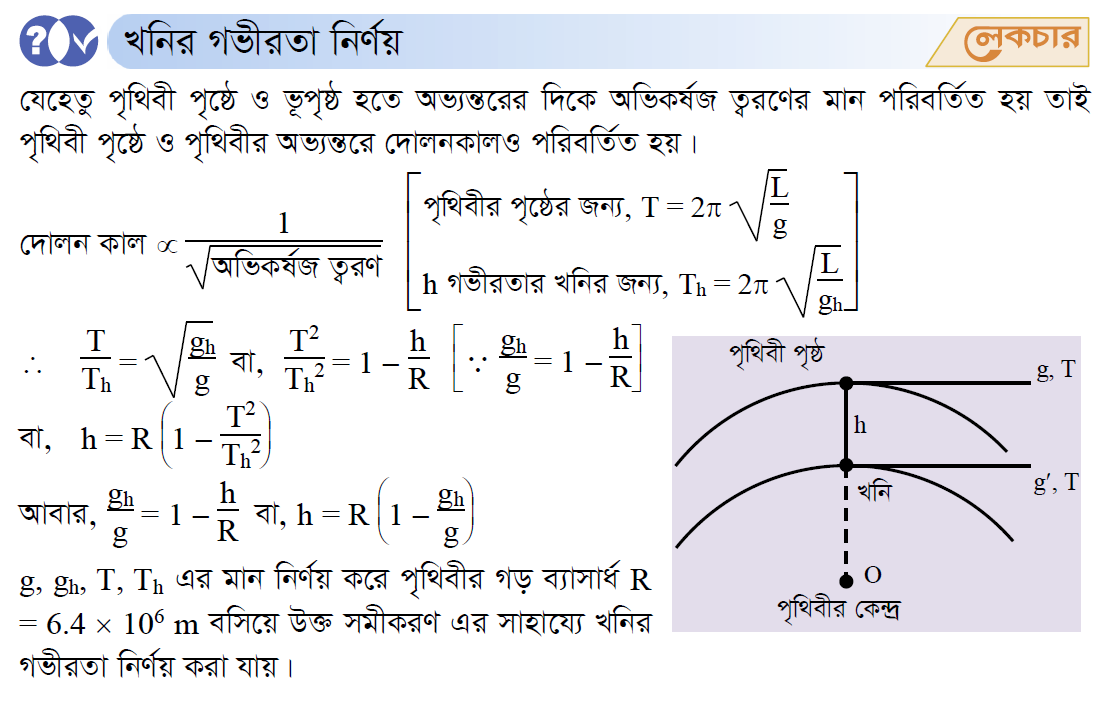 ? খনির গভীরতা নির্ণয়
লেকচার
যেহেতু পৃথিবী পৃষ্ঠে ও ভূপৃষ্ঠ হতে অভ্যন্তরের দিকে অভিকর্ষজ ত্বরণের মান পরিবর্তিত হয় তাই
পৃথিবী পৃষ্ঠে ও পৃথিবীর অভ্যন্তরে দোলনকালও পরিবর্তিত হয়।
দোলন কাল ∝ 1/√(অভিকর্ষজ ত্বরণ) [পৃথিবীর পৃষ্ঠের জন্য, T = 2π √(L/g)
h গভীরতার খনির জন্য, Tₕ = 2π √(L/gₕ)]
∴ T/Tₕ = √(gₕ/g) বা, T²/Tₕ² = 1 − h/R [∵ gₕ/g = 1 − h/R]
বা, h = R (1 − T²/Tₕ²)
আবার, gₕ/g = 1 − h/R বা, h = R (1 − gₕ/g)
g, gₕ, T, Tₕ এর মান নির্ণয় করে পৃথিবীর গড় ব্যাসার্ধ R
= 6.4 × 10⁶ m বসিয়ে উক্ত সমীকরণ এর সাহায্যে খনির
গভীরতা নির্ণয় করা যায়।
পৃথিবী পৃষ্ঠ
g, T
h
g′, T
খনি
O
পৃথিবীর কেন্দ্র